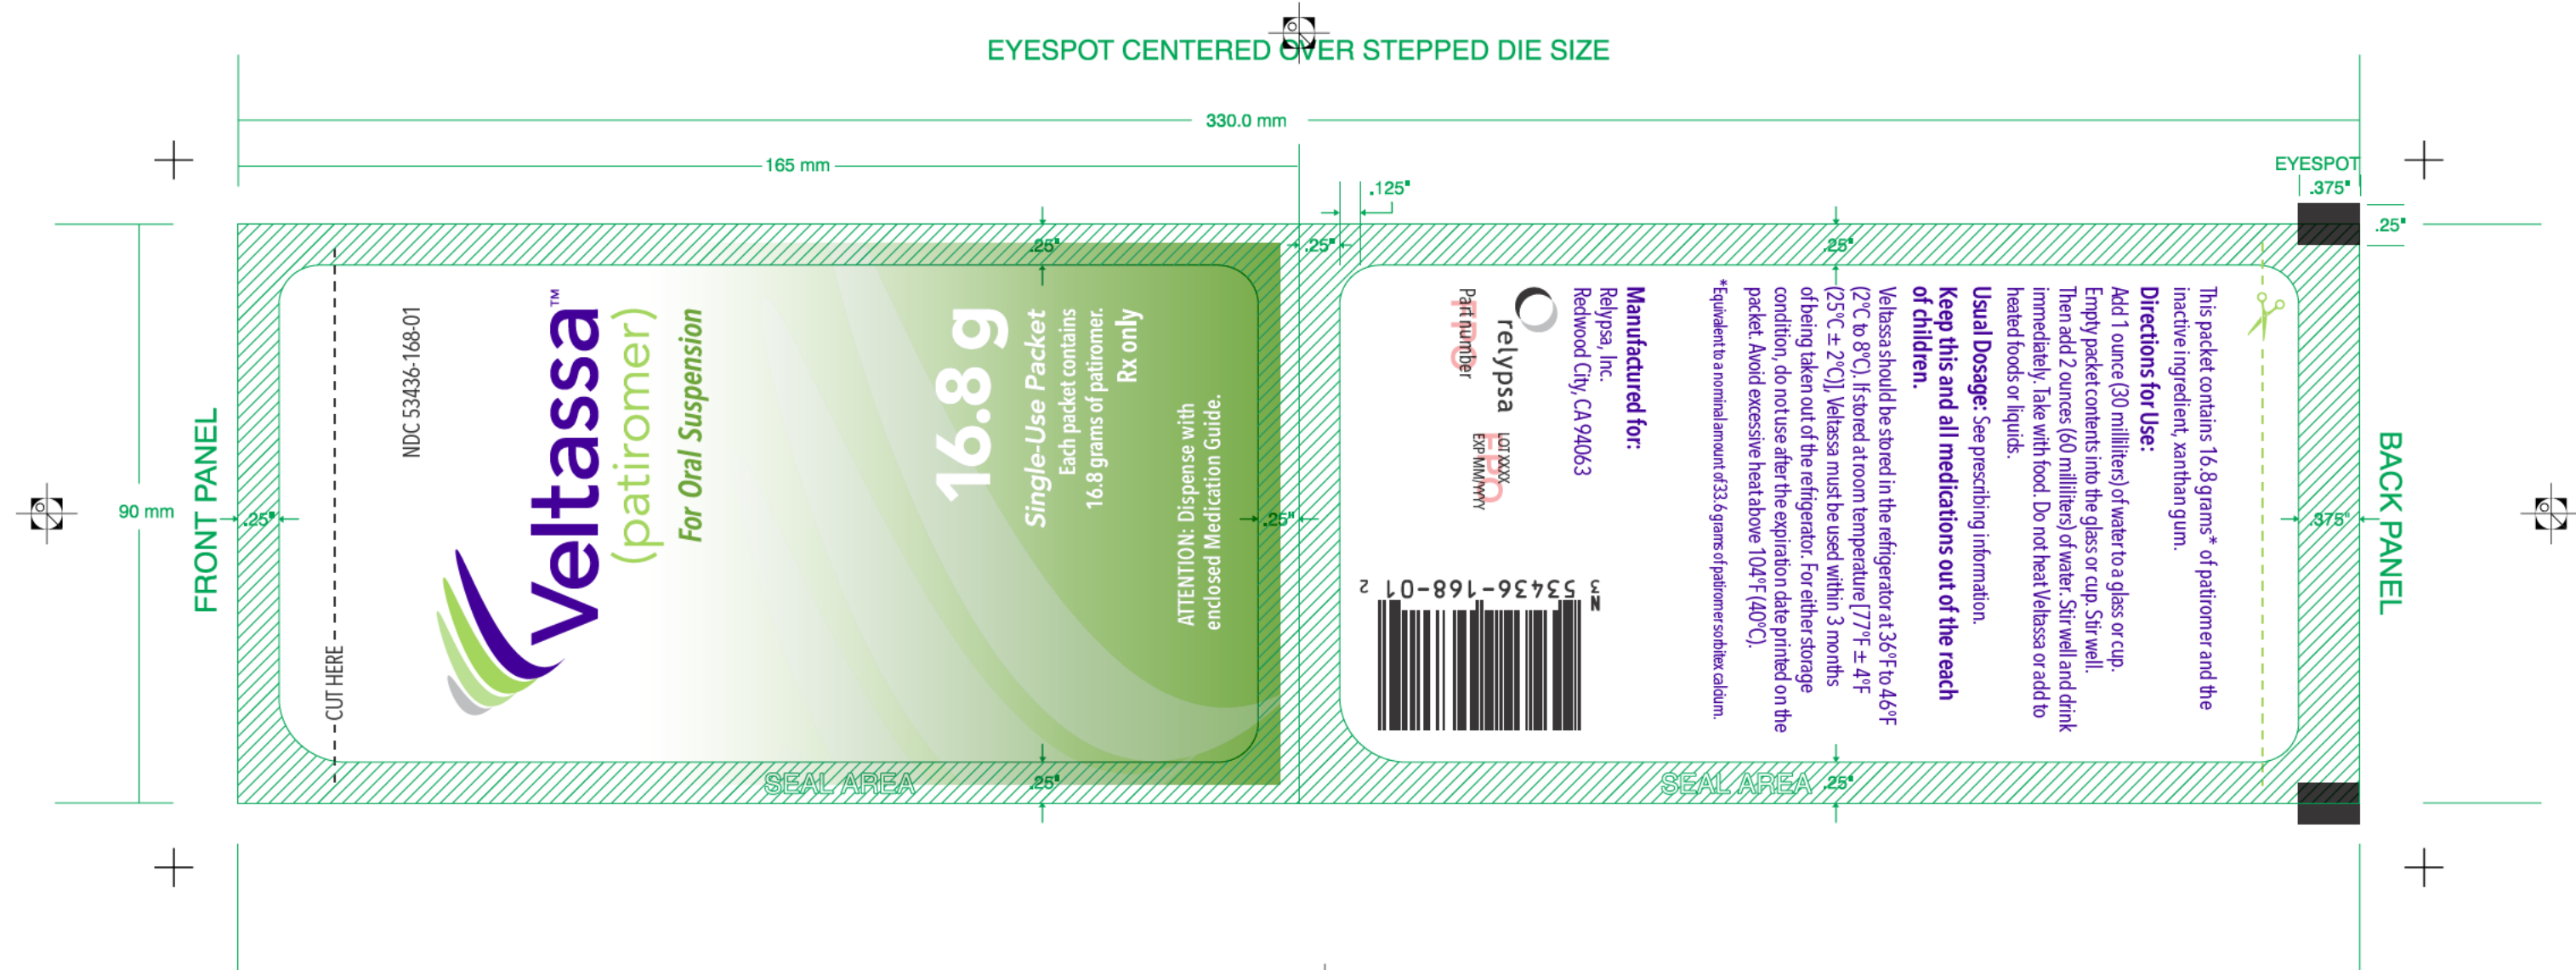 EYESPOT CENTERED OVER STEPPED DIE SIZE
330.0 mm
165 mm
.125"
EYESPOT
.375"
.25"
.25"
.25"
.25"
90 mm
FRONT PANEL
.25"
CUT HERE
NDC 53436-168-01
Veltassa™
(patiromer)
For Oral Suspension
16.8 g
Single-Use Packet
Each packet contains
16.8 grams of patiromer.
Rx only
ATTENTION: Dispense with
enclosed Medication Guide.
.25"
SEAL AREA
.25"
This packet contains 16.8 grams* of patiromer and the
inactive ingredient, xanthan gum.
Directions for Use:
Add 1 ounce (30 milliliters) of water to a glass or cup.
Empty packet contents into the glass or cup. Stir well.
Then add 2 ounces (60 milliliters) of water. Stir well and drink
immediately. Take with food. Do not heat Veltassa or add to
heated foods or liquids.
Usual Dosage: See prescribing information.
Keep this and all medications out of the reach
of children.
Veltassa should be stored in the refrigerator at 36°F to 46°F
(2°C to 8°C). If stored at room temperature [77°F ± 4°F
(25°C ± 2°C)], Veltassa must be used within 3 months
of being taken out of the refrigerator. For either storage
condition, do not use after the expiration date printed on the
packet. Avoid excessive heat above 104°F (40°C).
*Equivalent to a nominal amount of 33.6 grams of patiromer sorbitex calcium.
Manufactured for:
Relypsa, Inc.
Redwood City, CA 94063
relypsa
LOT XXXX
EXP MM/YYYY
FPO
Part number
FPO
N
3
53436-168-01
2
SEAL AREA
.25"
.375"
BACK PANEL